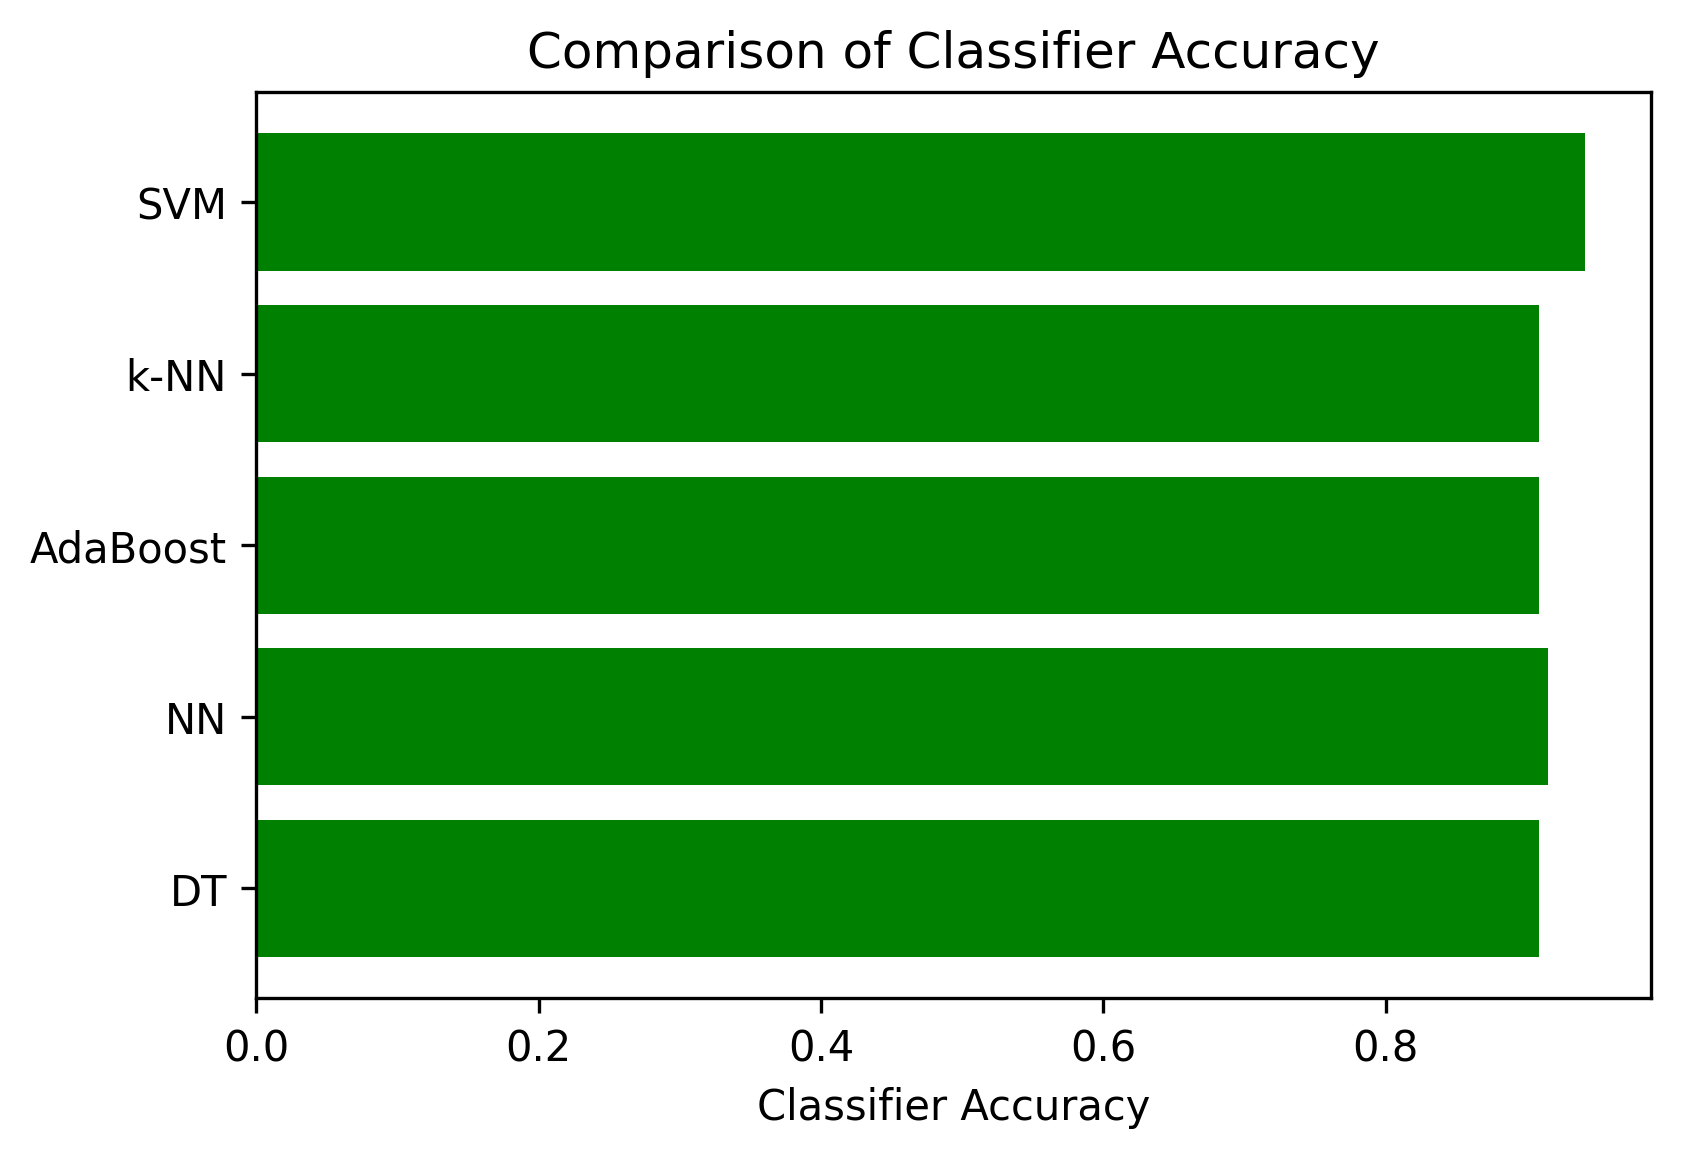 Comparison of Classifier Accuracy
SVM
k-NN
AdaBoost
NN
DT
0.0 0.2 0.4 0.6 0.8
Classifier Accuracy